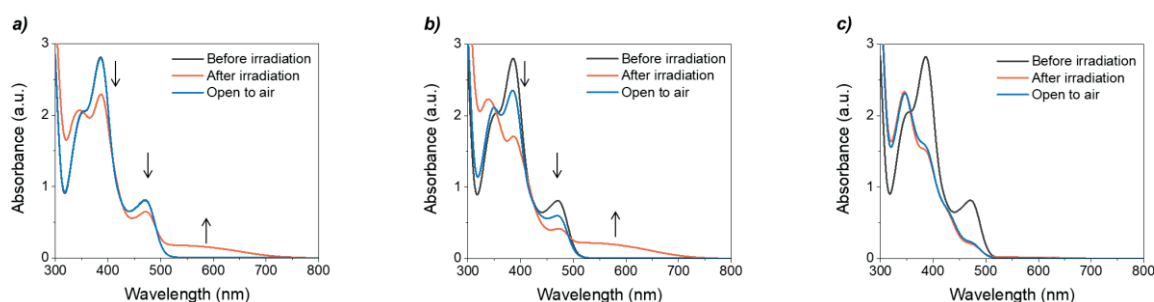 a)
3
2
1
0
Absorbance (a.u.)
Before irradiation
After irradiation
Open to air
300 400 500 600 700 800
Wavelength (nm)
b)
3
2
1
0
Absorbance (a.u.)
Before irradiation
After irradiation
Open to air
300 400 500 600 700 800
Wavelength (nm)
c)
3
2
1
0
Absorbance (a.u.)
Before irradiation
After irradiation
Open to air
300 400 500 600 700 800
Wavelength (nm)